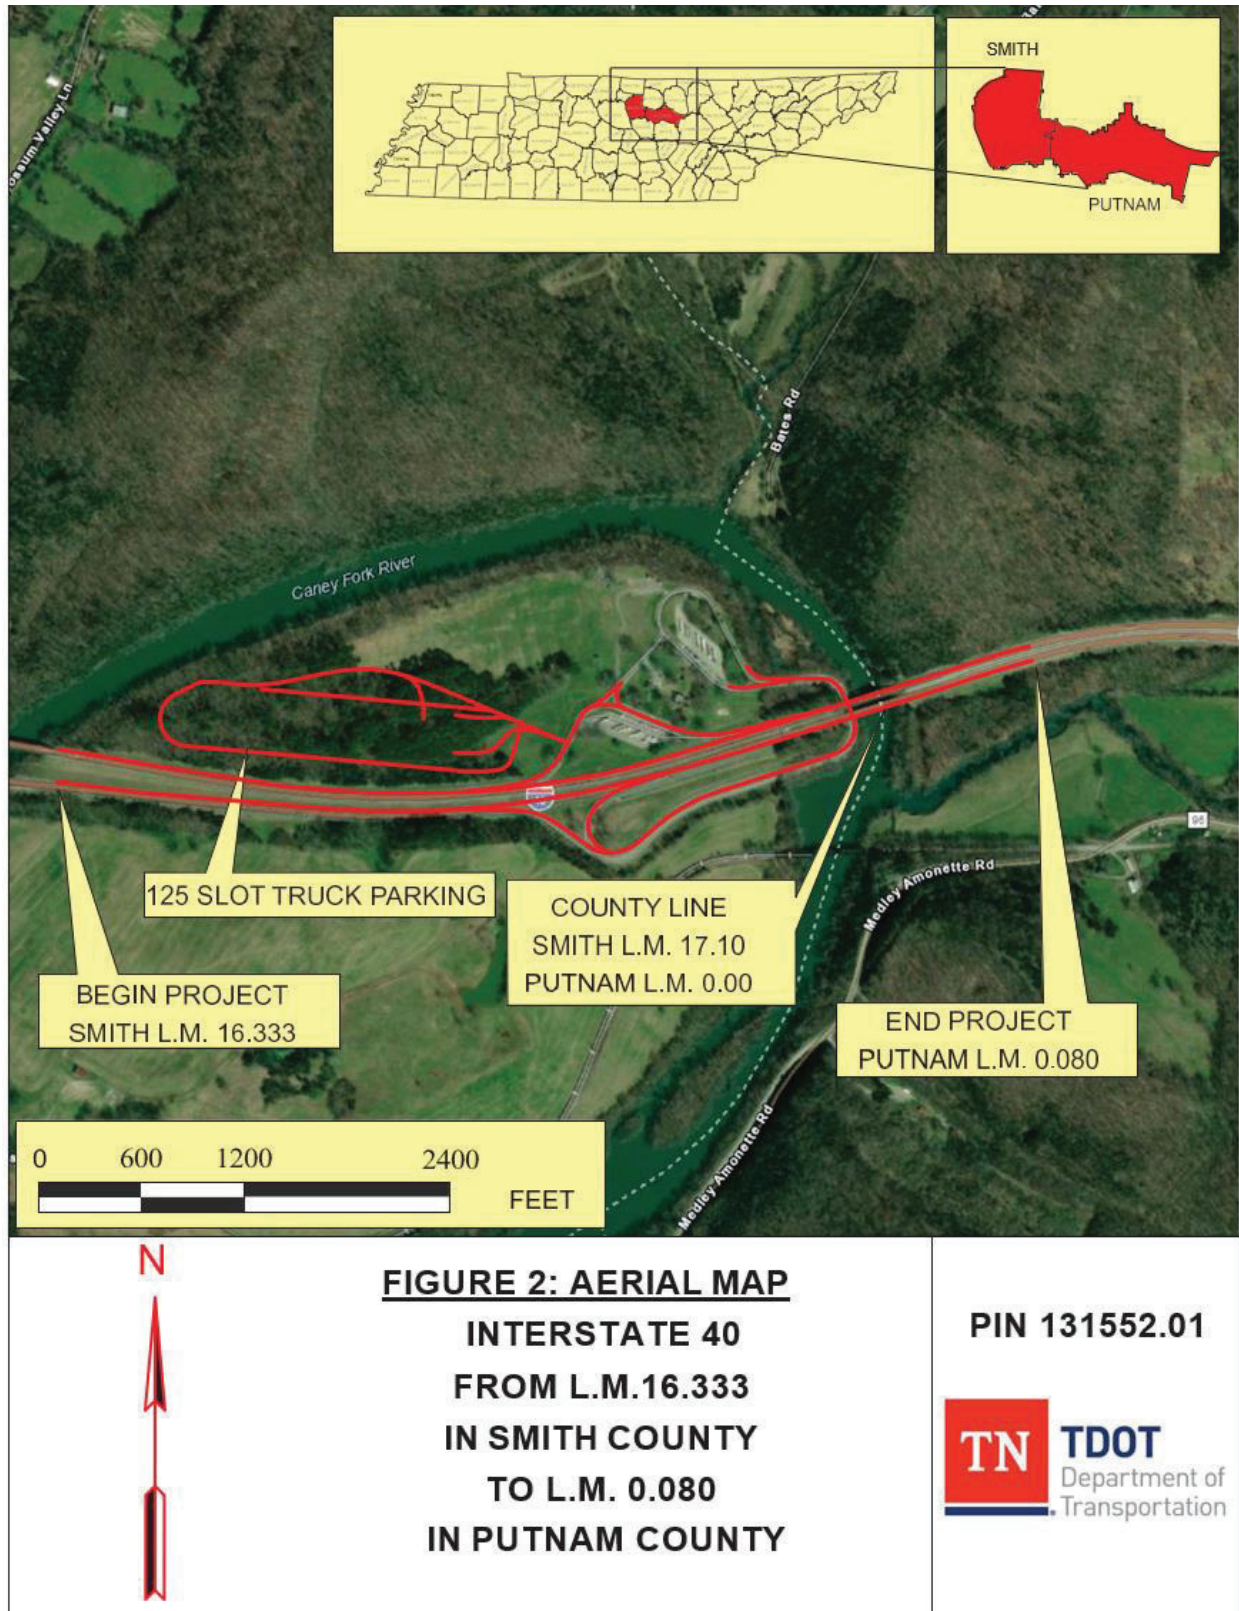 SMITH
PUTNAM
Bates Rd
Caney Fork River
96
Medley Amonette Rd
125 SLOT TRUCK PARKING
COUNTY LINE
SMITH L.M. 17.10
PUTNAM L.M. 0.00
BEGIN PROJECT
SMITH L.M. 16.333
END PROJECT
PUTNAM L.M. 0.080
Medley Amonette Rd
0 600 1200 2400
FEET
N
FIGURE 2: AERIAL MAP
INTERSTATE 40
FROM L.M.16.333
IN SMITH COUNTY
TO L.M. 0.080
IN PUTNAM COUNTY
PIN 131552.01
TN
TDOT
Department of
Transportation